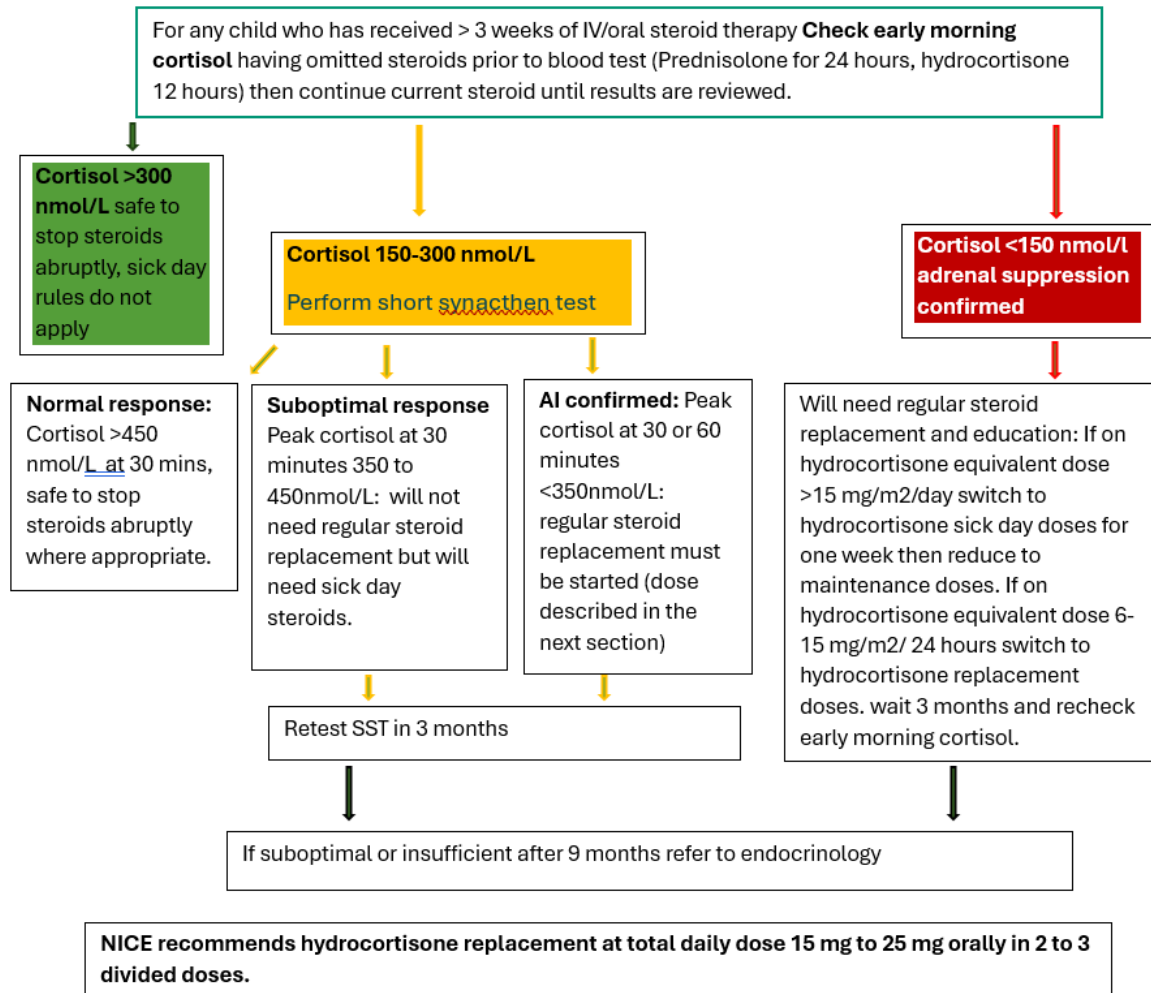 For any child who has received > 3 weeks of IV/oral steroid therapy Check early morning
cortisol having omitted steroids prior to blood test (Prednisolone for 24 hours, hydrocortisone
12 hours) then continue current steroid until results are reviewed.
Cortisol >300
nmol/L safe to
stop steroids
abruptly, sick day
rules do not
apply
Cortisol 150-300 nmol/L
Perform short synacthen test
Cortisol <150 nmol/l
adrenal suppression
confirmed
Normal response:
Cortisol >450
nmol/L at 30 mins,
safe to stop
steroids abruptly
where appropriate.
Suboptimal response
Peak cortisol at 30
minutes 350 to
450nmol/L: will not
need regular steroid
replacement but will
need sick day
steroids.
AI confirmed: Peak
cortisol at 30 or 60
minutes
<350nmol/L:
regular steroid
replacement must
be started (dose
described in the
next section)
Will need regular steroid
replacement and education: If on
hydrocortisone equivalent dose
>15 mg/m2/day switch to
hydrocortisone sick day doses for
one week then reduce to
maintenance doses. If on
hydrocortisone equivalent dose 6-
15 mg/m2/ 24 hours switch to
hydrocortisone replacement
doses. wait 3 months and recheck
early morning cortisol.
Retest SST in 3 months
If suboptimal or insufficient after 9 months refer to endocrinology
NICE recommends hydrocortisone replacement at total daily dose 15 mg to 25 mg orally in 2 to 3
divided doses.